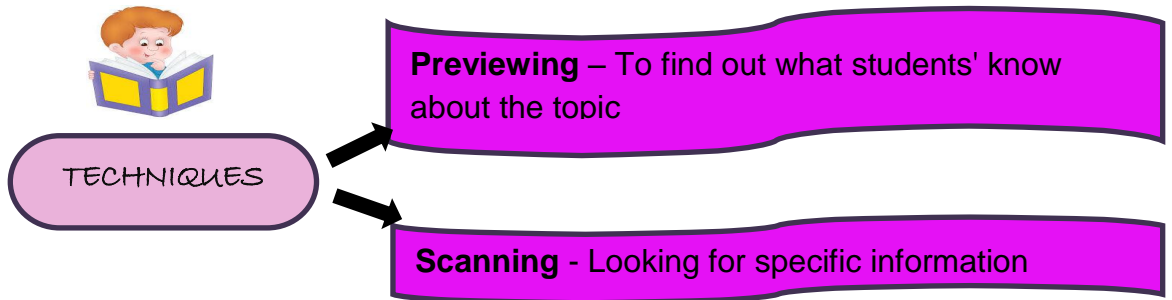 Previewing – To find out what students' know
about the topic
TECHNIQUES
Scanning - Looking for specific information